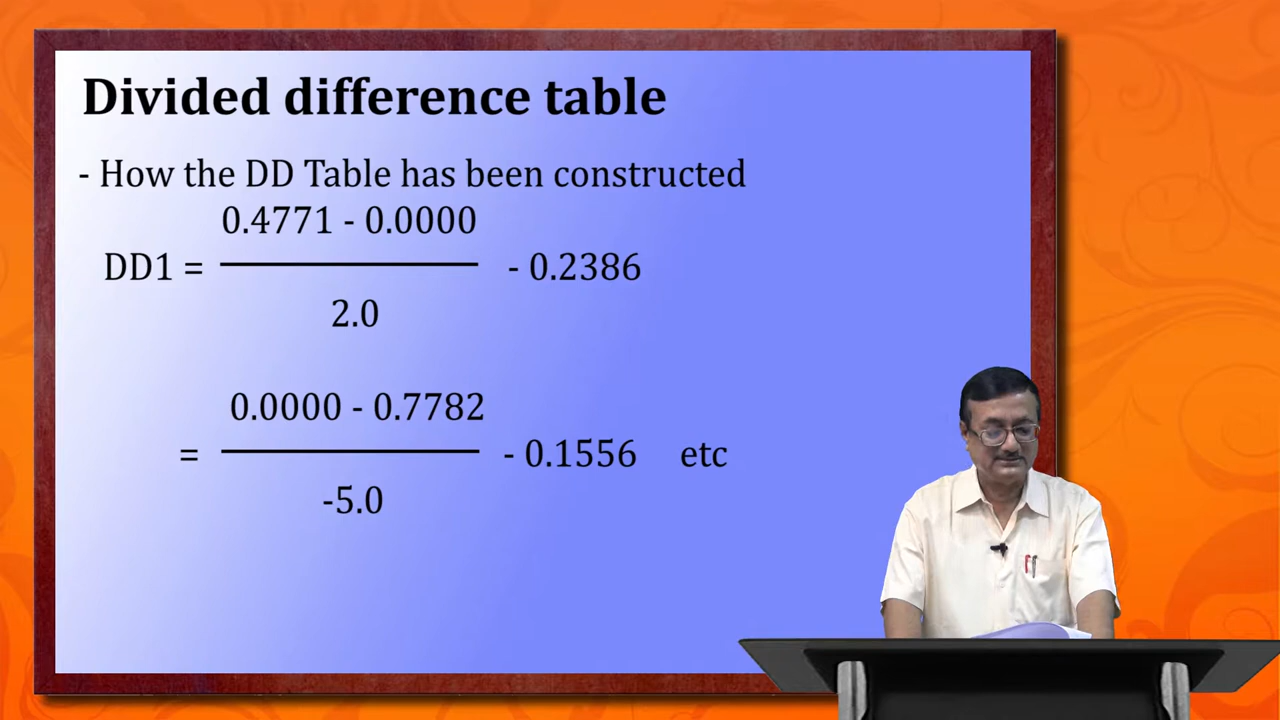 Divided difference table
- How the DD Table has been constructed
0.4771 - 0.0000
DD1 = - 0.2386
2.0
0.0000 - 0.7782
= - 0.1556 etc
-5.0